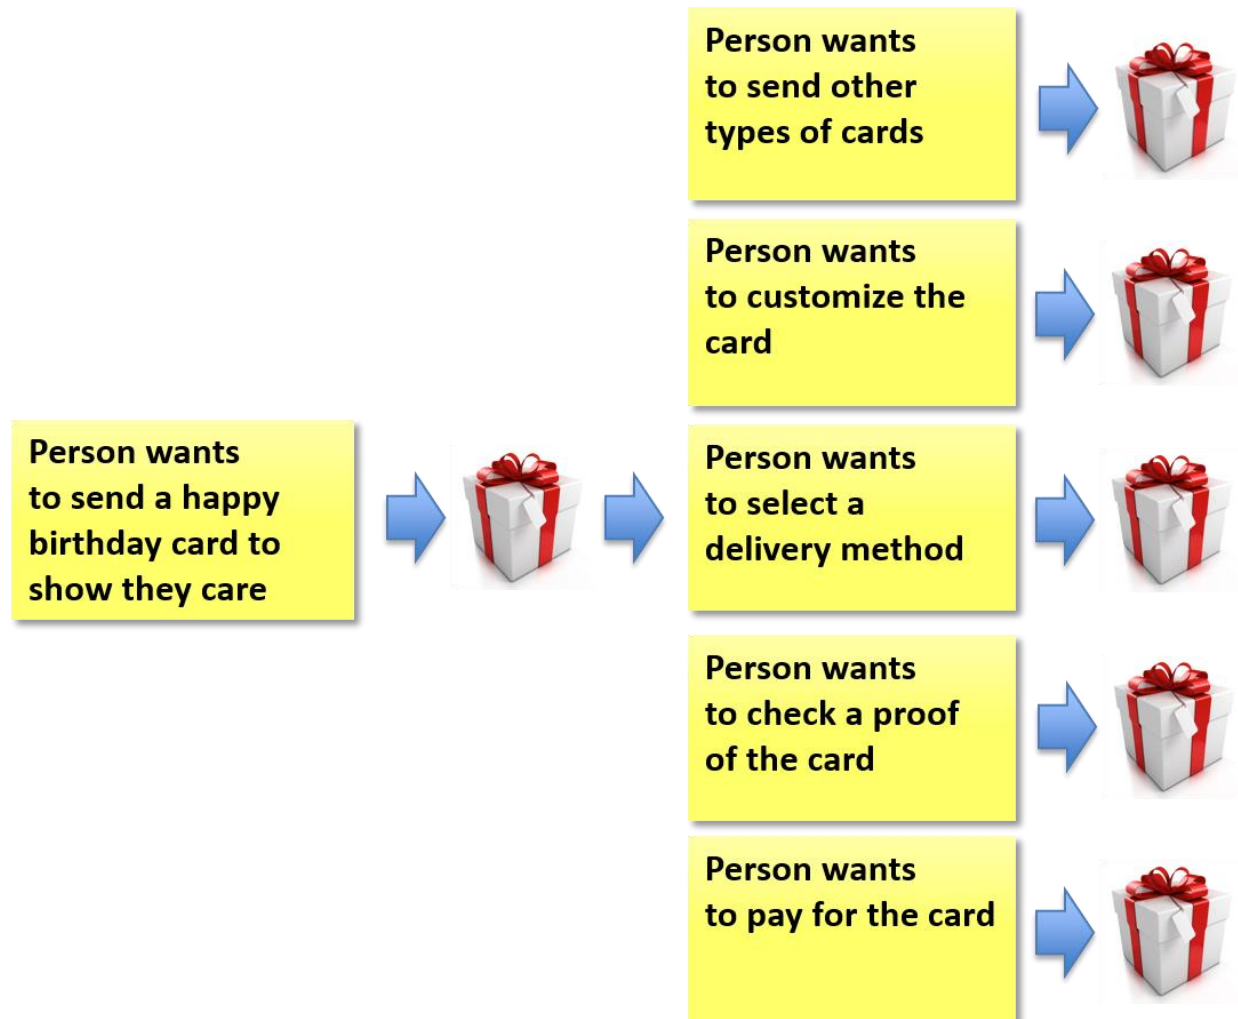 Person wants
to send other
types of cards
Person wants
to customize the
card
Person wants
to send a happy
birthday card to
show they care
Person wants
to select a
delivery method
Person wants
to check a proof
of the card
Person wants
to pay for the card